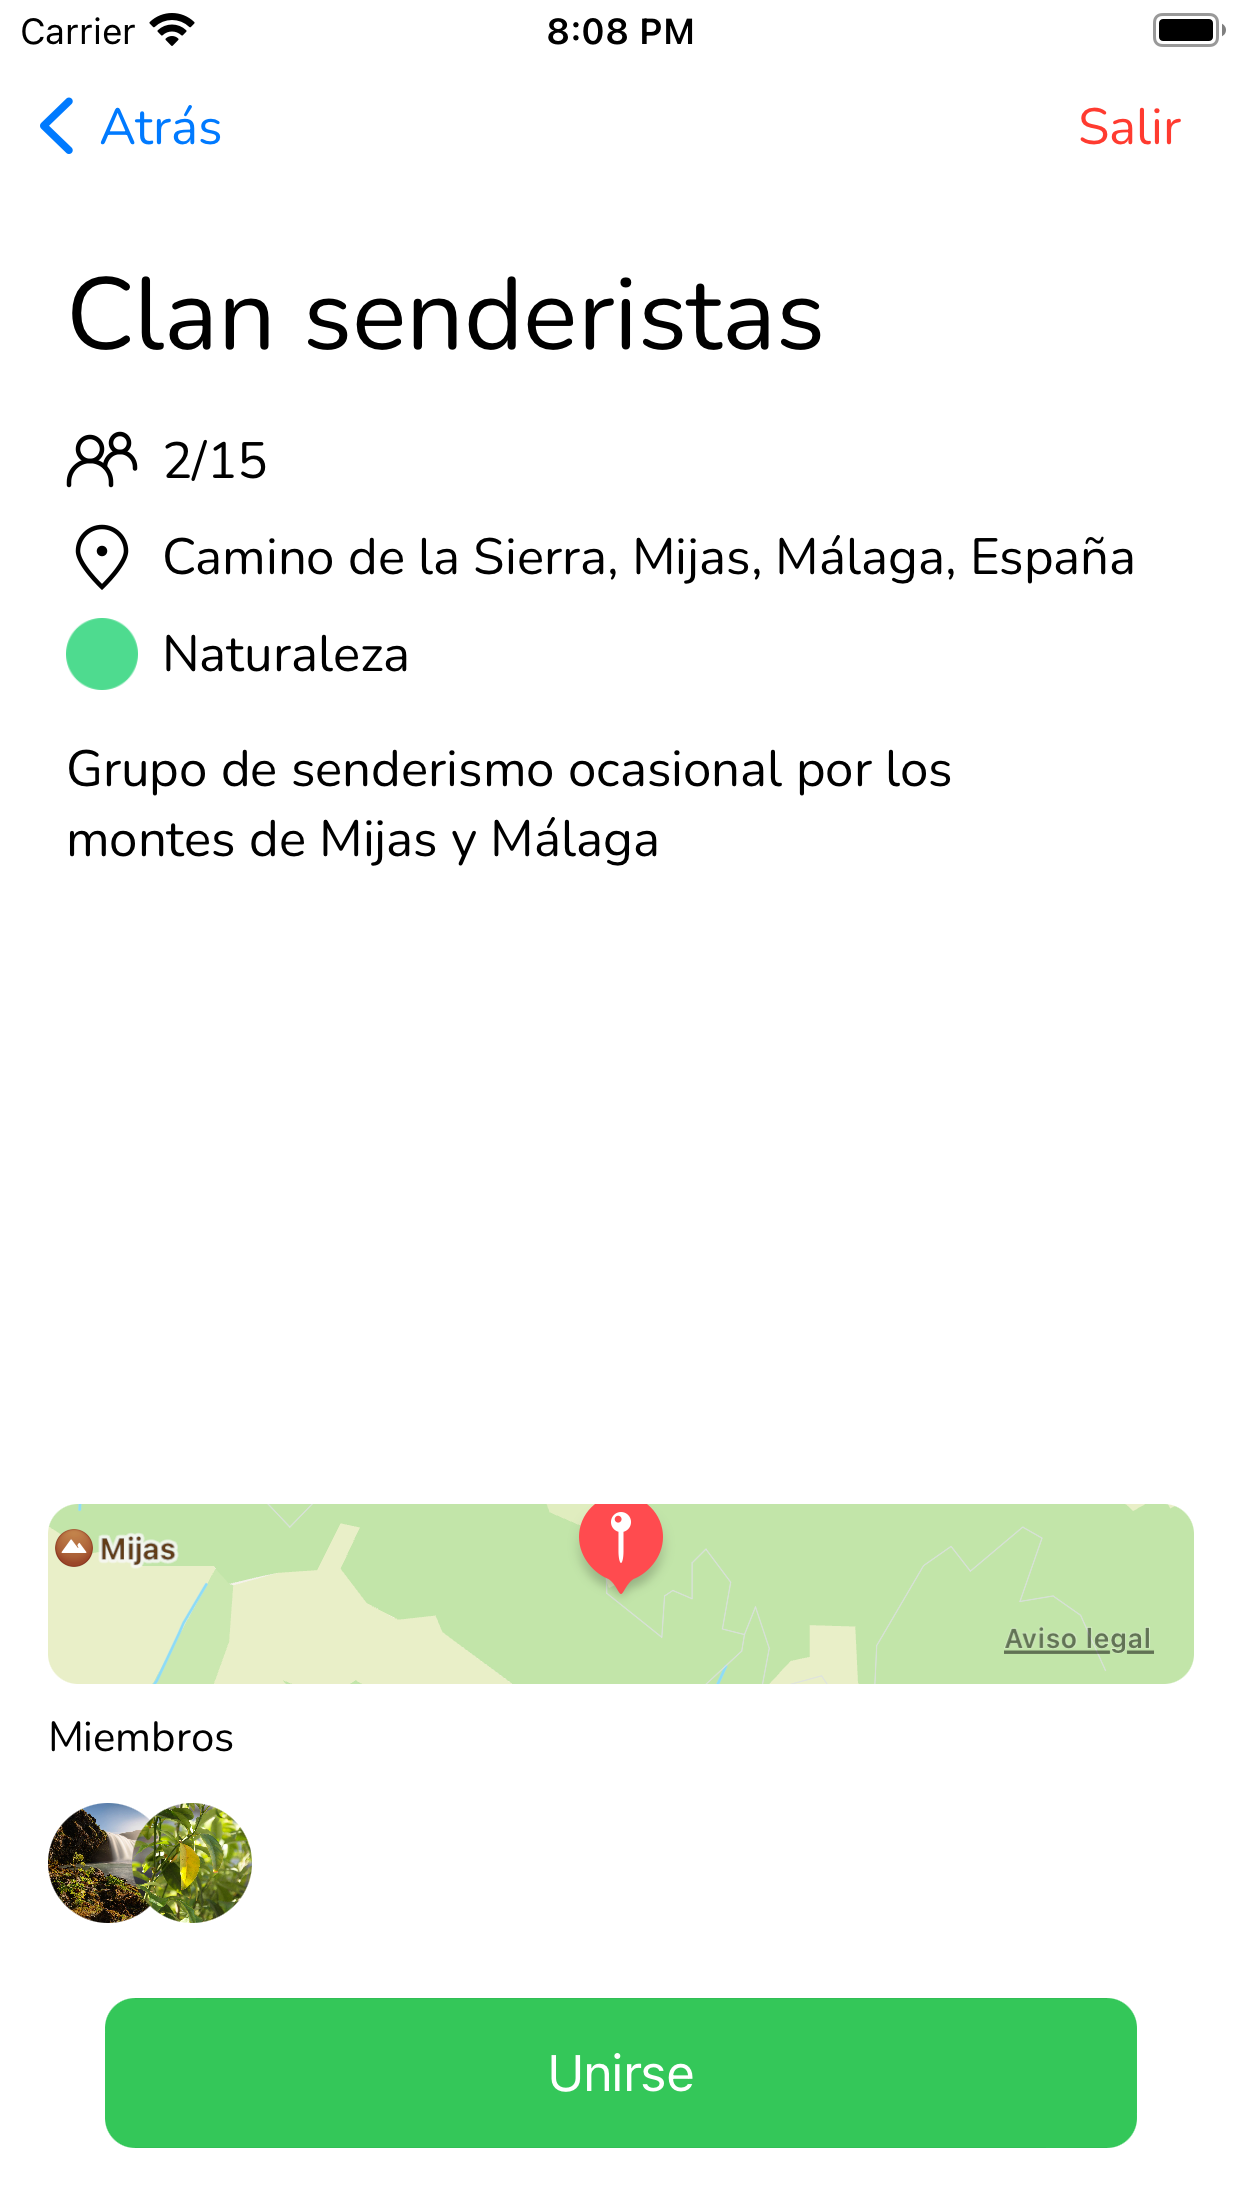 Carrier 8:08 PM
Atrás Salir
Clan senderistas
2/15
Camino de la Sierra, Mijas, Málaga, España
Naturaleza
Grupo de senderismo ocasional por los
montes de Mijas y Málaga
Mijas
Aviso legal
Miembros
Unirse